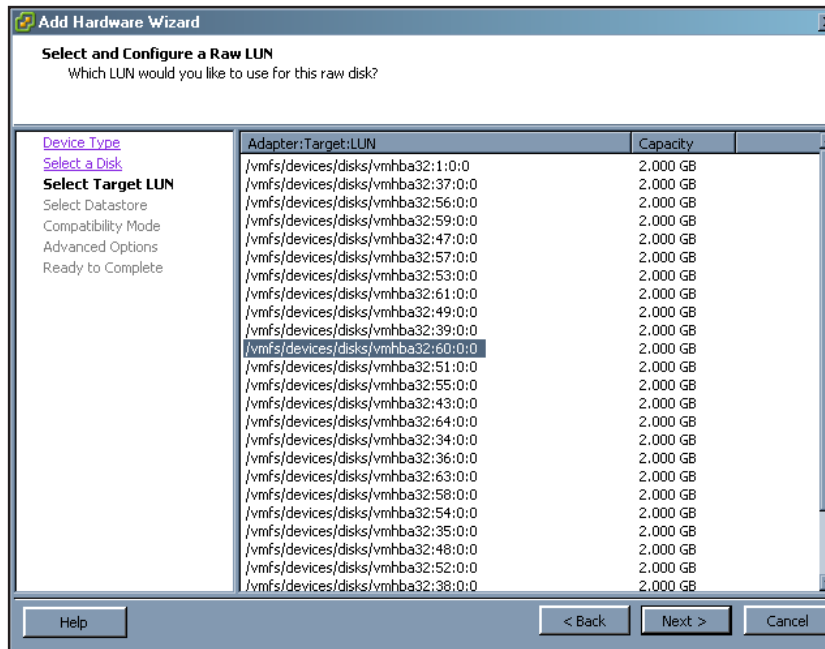 Add Hardware Wizard
Select and Configure a Raw LUN
Which LUN would you like to use for this raw disk?
Device Type
Select a Disk
Select Target LUN
Select Datastore
Compatibility Mode
Advanced Options
Ready to Complete
Adapter:Target:LUN Capacity
/vmfs/devices/disks/vmhba32:1:0:0 2.000 GB
/vmfs/devices/disks/vmhba32:37:0:0 2.000 GB
/vmfs/devices/disks/vmhba32:56:0:0 2.000 GB
/vmfs/devices/disks/vmhba32:59:0:0 2.000 GB
/vmfs/devices/disks/vmhba32:47:0:0 2.000 GB
/vmfs/devices/disks/vmhba32:57:0:0 2.000 GB
/vmfs/devices/disks/vmhba32:53:0:0 2.000 GB
/vmfs/devices/disks/vmhba32:61:0:0 2.000 GB
/vmfs/devices/disks/vmhba32:49:0:0 2.000 GB
/vmfs/devices/disks/vmhba32:39:0:0 2.000 GB
/vmfs/devices/disks/vmhba32:60:0:0 2.000 GB
/vmfs/devices/disks/vmhba32:51:0:0 2.000 GB
/vmfs/devices/disks/vmhba32:55:0:0 2.000 GB
/vmfs/devices/disks/vmhba32:43:0:0 2.000 GB
/vmfs/devices/disks/vmhba32:64:0:0 2.000 GB
/vmfs/devices/disks/vmhba32:34:0:0 2.000 GB
/vmfs/devices/disks/vmhba32:36:0:0 2.000 GB
/vmfs/devices/disks/vmhba32:63:0:0 2.000 GB
/vmfs/devices/disks/vmhba32:58:0:0 2.000 GB
/vmfs/devices/disks/vmhba32:54:0:0 2.000 GB
/vmfs/devices/disks/vmhba32:35:0:0 2.000 GB
/vmfs/devices/disks/vmhba32:48:0:0 2.000 GB
/vmfs/devices/disks/vmhba32:52:0:0 2.000 GB
/vmfs/devices/disks/vmhba32:38:0:0 2.000 GB
Help < Back Next > Cancel